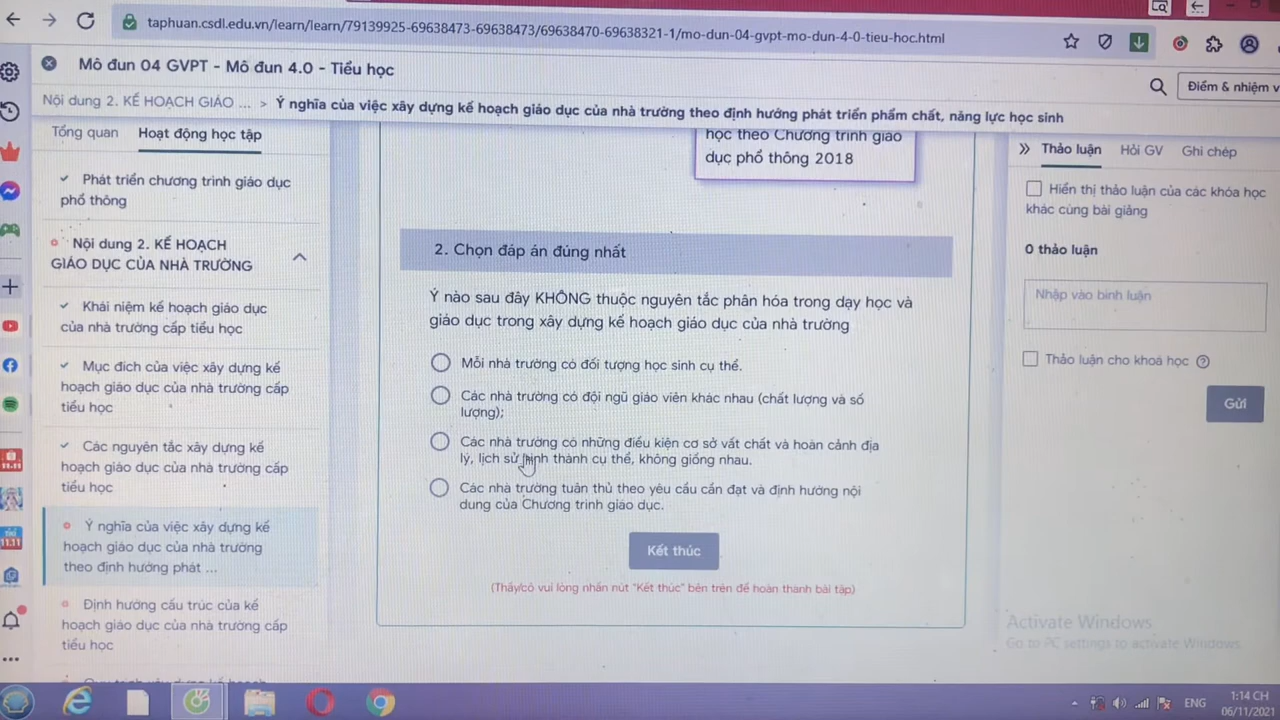 taphuan.csdl.edu.vn/learn/learn/79139925-69638473-69638473/69638470-69638321-1/mo-dun-04-gvpt-mo-dun-4-0-tieu-hoc.html
Mô đun 04 GVPT - Mô đun 4.0 - Tiểu học
Điểm & nhiệm v
Nội dung 2. KẾ HOẠCH GIÁO ... > Ý nghĩa của việc xây dựng kế hoạch giáo dục của nhà trường theo định hướng phát triển phẩm chất, năng lực học sinh
Tổng quan Hoạt động học tập
Phát triển chương trình giáo dục
phổ thông
Nội dung 2. KẾ HOẠCH
GIÁO DỤC CỦA NHÀ TRƯỜNG
Khái niệm kế hoạch giáo dục
của nhà trường cấp tiểu học
Mục đích của việc xây dựng kế
hoạch giáo dục của nhà trường cấp
tiểu học
Các nguyên tắc xây dựng kế
hoạch giáo dục của nhà trường cấp
tiểu học
Ý nghĩa của việc xây dựng kế
hoạch giáo dục của nhà trường
theo định hướng phát ...
Định hướng cấu trúc của kế
hoạch giáo dục của nhà trường cấp
tiểu học
học theo Chương trình giáo
dục phổ thông 2018
2. Chọn đáp án đúng nhất
Ý nào sau đây KHÔNG thuộc nguyên tắc phân hóa trong dạy học và
giáo dục trong xây dựng kế hoạch giáo dục của nhà trường
Mỗi nhà trường có đối tượng học sinh cụ thể.
Các nhà trường có đội ngũ giáo viên khác nhau (chất lượng và số
lượng);
Các nhà trường có những điều kiện cơ sở vất chất và hoàn cảnh địa
lý, lịch sử hình thành cụ thể, không giống nhau.
Các nhà trường tuân thủ theo yêu cầu cần đạt và định hướng nội
dung của Chương trình giáo dục.
Kết thúc
(Thầy/cô vui lòng nhấn nút "Kết thúc" bên trên để hoàn thành bài tập)
Thảo luận Hỏi GV Ghi chép
Hiển thị thảo luận của các khóa học
khác cùng bài giảng
0 thảo luận
Nhập vào bình luận
Thảo luận cho khoá học
Gửi
Activate Windows
Go to PC settings to activate Windows.
11.11
11.11
ENG
1:14 CH
06/11/2021